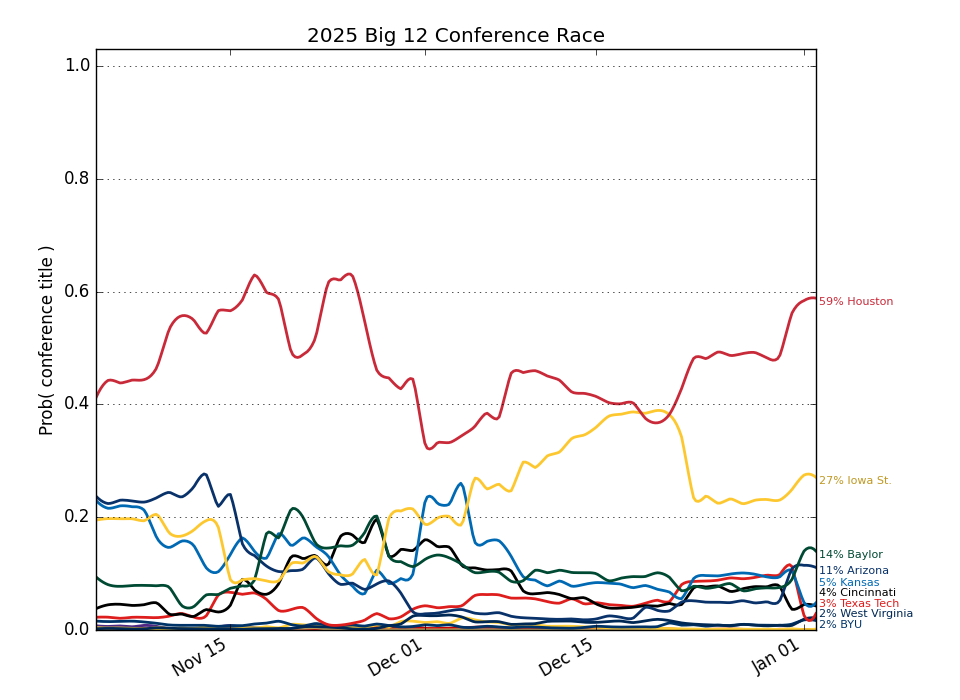 2025 Big 12 Conference Race
Prob( conference title )
1.0
0.8
0.6
0.4
0.2
0.0
Nov 15
Dec 01
Dec 15
Jan 01
59% Houston
27% Iowa St.
14% Baylor
11% Arizona
5% Kansas
4% Cincinnati
3% Texas Tech
2% West Virginia
2% BYU